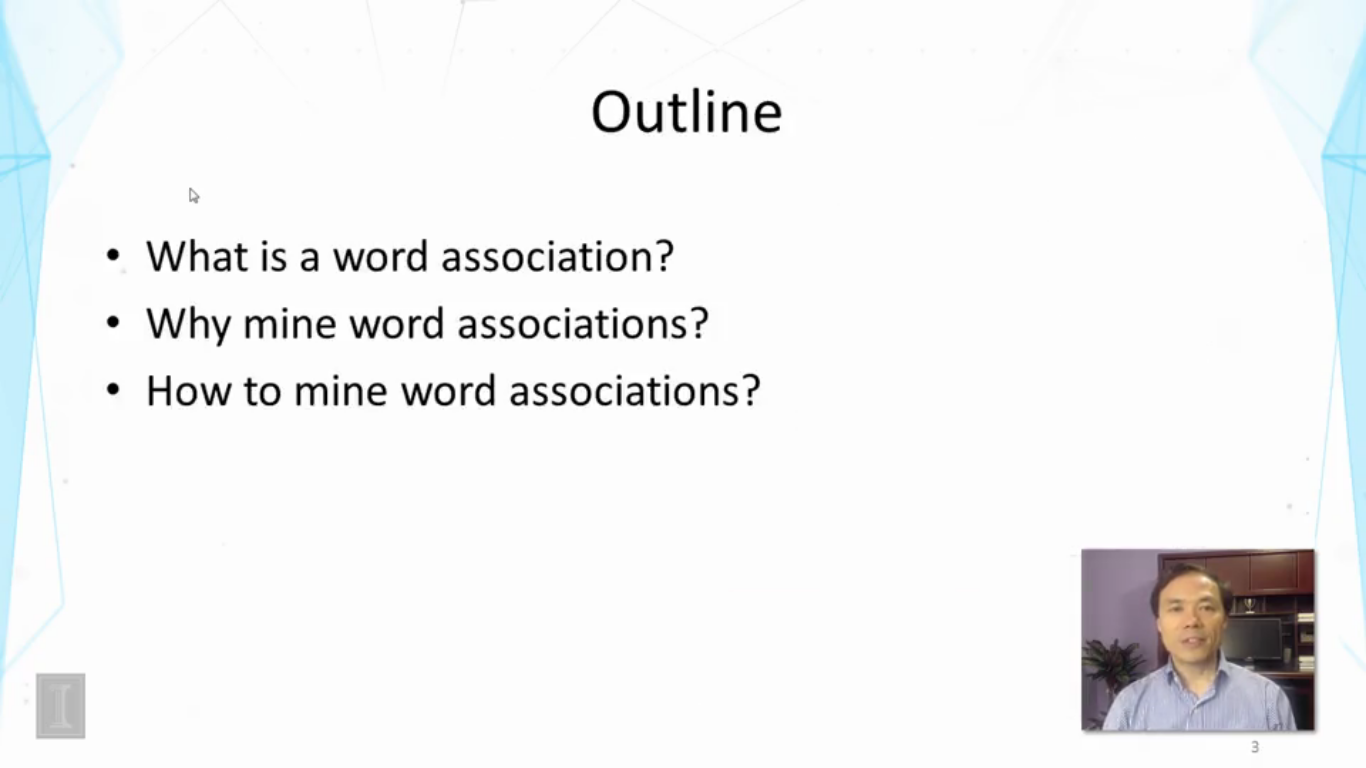 Outline
• What is a word association?
• Why mine word associations?
• How to mine word associations?
I
3